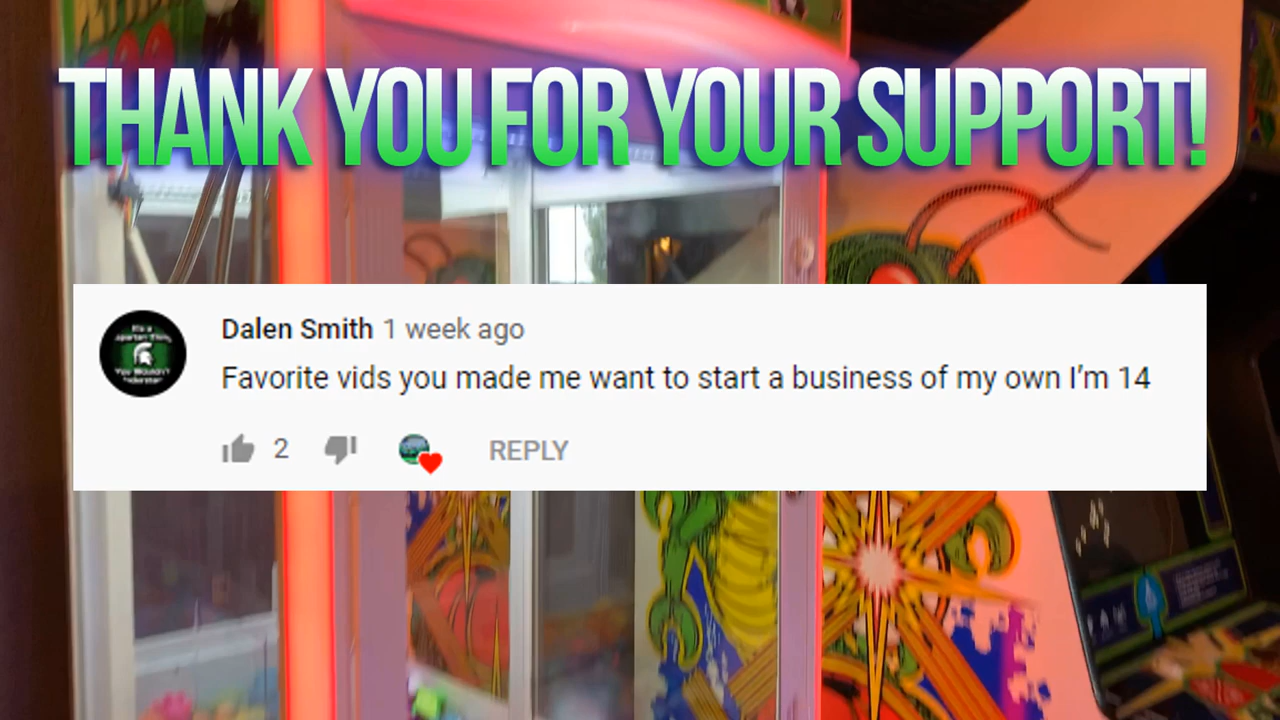 THANK YOU FOR YOUR SUPPORT!
Dalen Smith 1 week ago
Favorite vids you made me want to start a business of my own I'm 14
2
REPLY